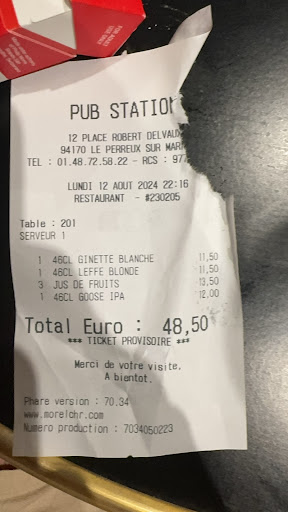 PUB STATION
12 PLACE ROBERT DELVAUX
94170 LE PERREUX SUR MAR
TEL : 01.48.72.58.22 - RCS : 977
LUNDI 12 AOUT 2024 22:16
RESTAURANT - #230205
Table : 201
SERVEUR 1
1 46CL GINETTE BLANCHE 11,50
1 46CL LEFFE BLONDE 11,50
3 JUS DE FRUITS 13,50
1 46CL GOOSE IPA 12,00
Total Euro : 48,50
*** TICKET PROVISOIRE ***
Merci de votre visite.
A bientot.
Phare version : 70.34
www.morelchr.com
Numero production : 7034050223